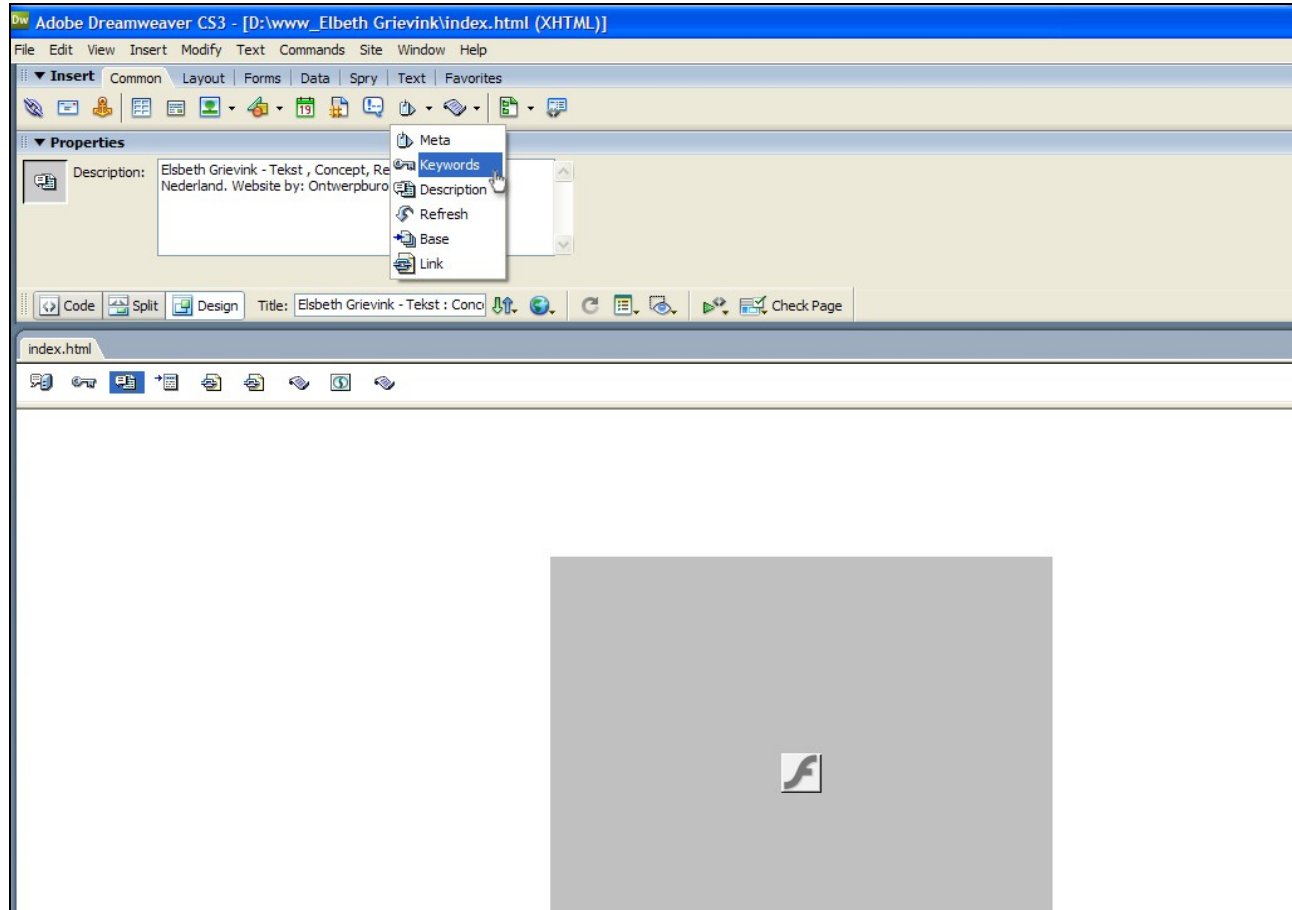 Dw Adobe Dreamweaver CS3 - [D:\www_Elbeth Grievink\index.html (XHTML)]
File Edit View Insert Modify Text Commands Site Window Help
▼ Insert Common Layout Forms Data Spry Text Favorites
19
▼ Properties
Meta
Keywords
Description
Refresh
Base
Link
Description: Elsbeth Grievink - Tekst , Concept, Re
Nederland. Website by: Ontwerpburo
Code Split Design Title: Elsbeth Grievink - Tekst : Conc Check Page
index.html